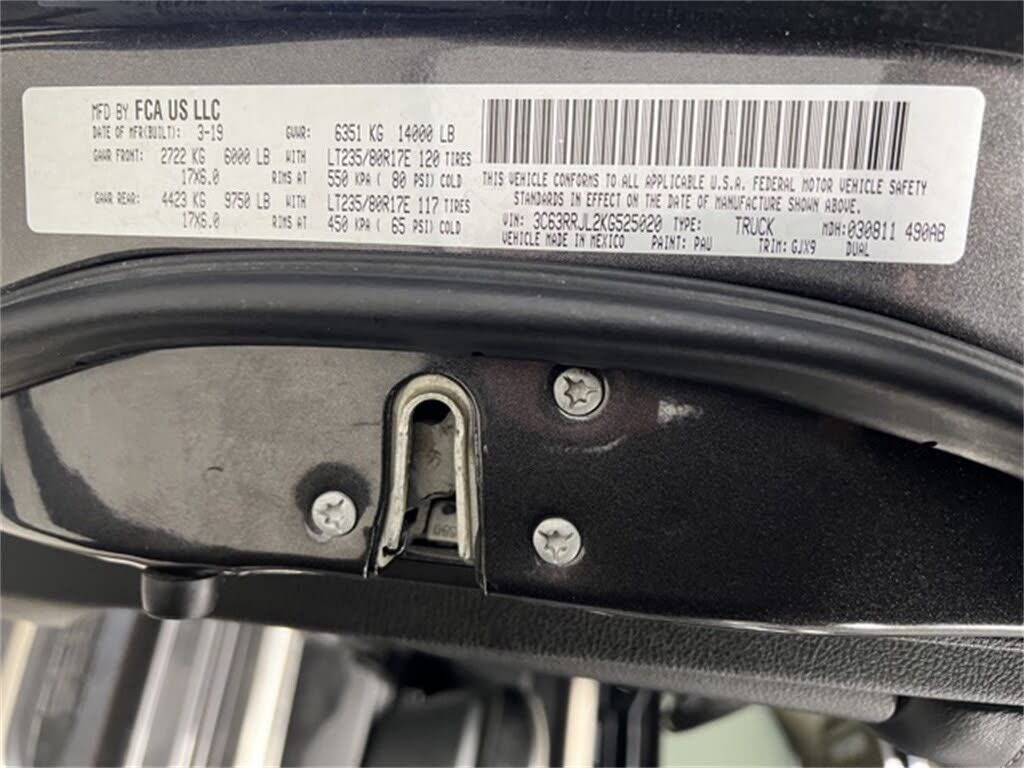 MFD BY FCA US LLC
DATE OF MFR(BUILT): 3-19 GVWR: 6351 KG 14000 LB
GAWR FRONT: 2722 KG 6000 LB WITH LT235/80R17E 120 TIRES
17X6.0 RIMS AT 550 KPA ( 80 PSI) COLD
GAWR REAR: 4423 KG 9750 LB WITH LT235/80R17E 117 TIRES
17X6.0 RIMS AT 450 KPA ( 65 PSI) COLD
THIS VEHICLE CONFORMS TO ALL APPLICABLE U.S.A. FEDERAL MOTOR VEHICLE SAFETY
STANDARDS IN EFFECT ON THE DATE OF MANUFACTURE SHOWN ABOVE.
VIN: 3C63RRJL2KG525020 TYPE: TRUCK MDH:030811 490AB
VEHICLE MADE IN MEXICO PAINT: PAU TRIM: GJX9 DUAL